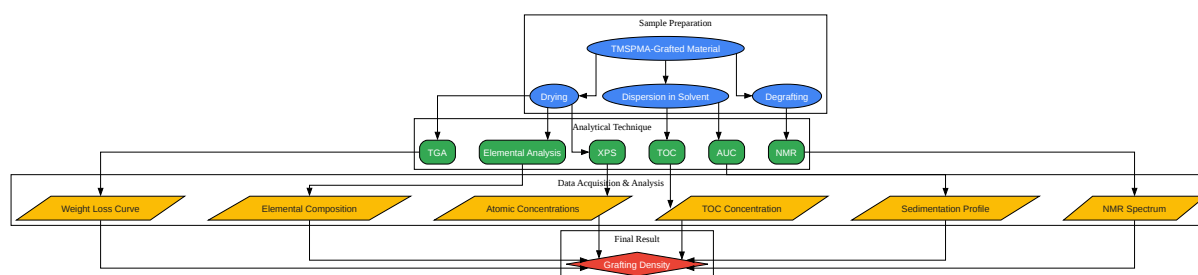 Sample Preparation
TMSPMA-Grafted Material
Drying
Dispersion in Solvent
Degrafting
Analytical Technique
TGA
Elemental Analysis
XPS
TOC
AUC
NMR
Data Acquisition & Analysis
Weight Loss Curve
Elemental Composition
Atomic Concentrations
TOC Concentration
Sedimentation Profile
NMR Spectrum
Final Result
Grafting Density